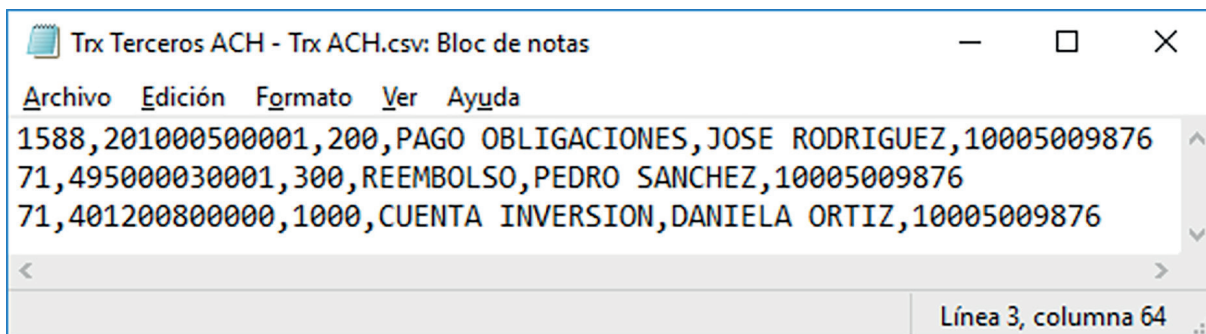 Trx Terceros ACH - Trx ACH.csv: Bloc de notas
Archivo Edición Formato Ver Ayuda
1588,201000500001,200,PAGO OBLIGACIONES,JOSE RODRIGUEZ,10005009876
71,495000030001,300,REEMBOLSO,PEDRO SANCHEZ,10005009876
71,401200800000,1000,CUENTA INVERSION,DANIELA ORTIZ,10005009876
Línea 3, columna 64